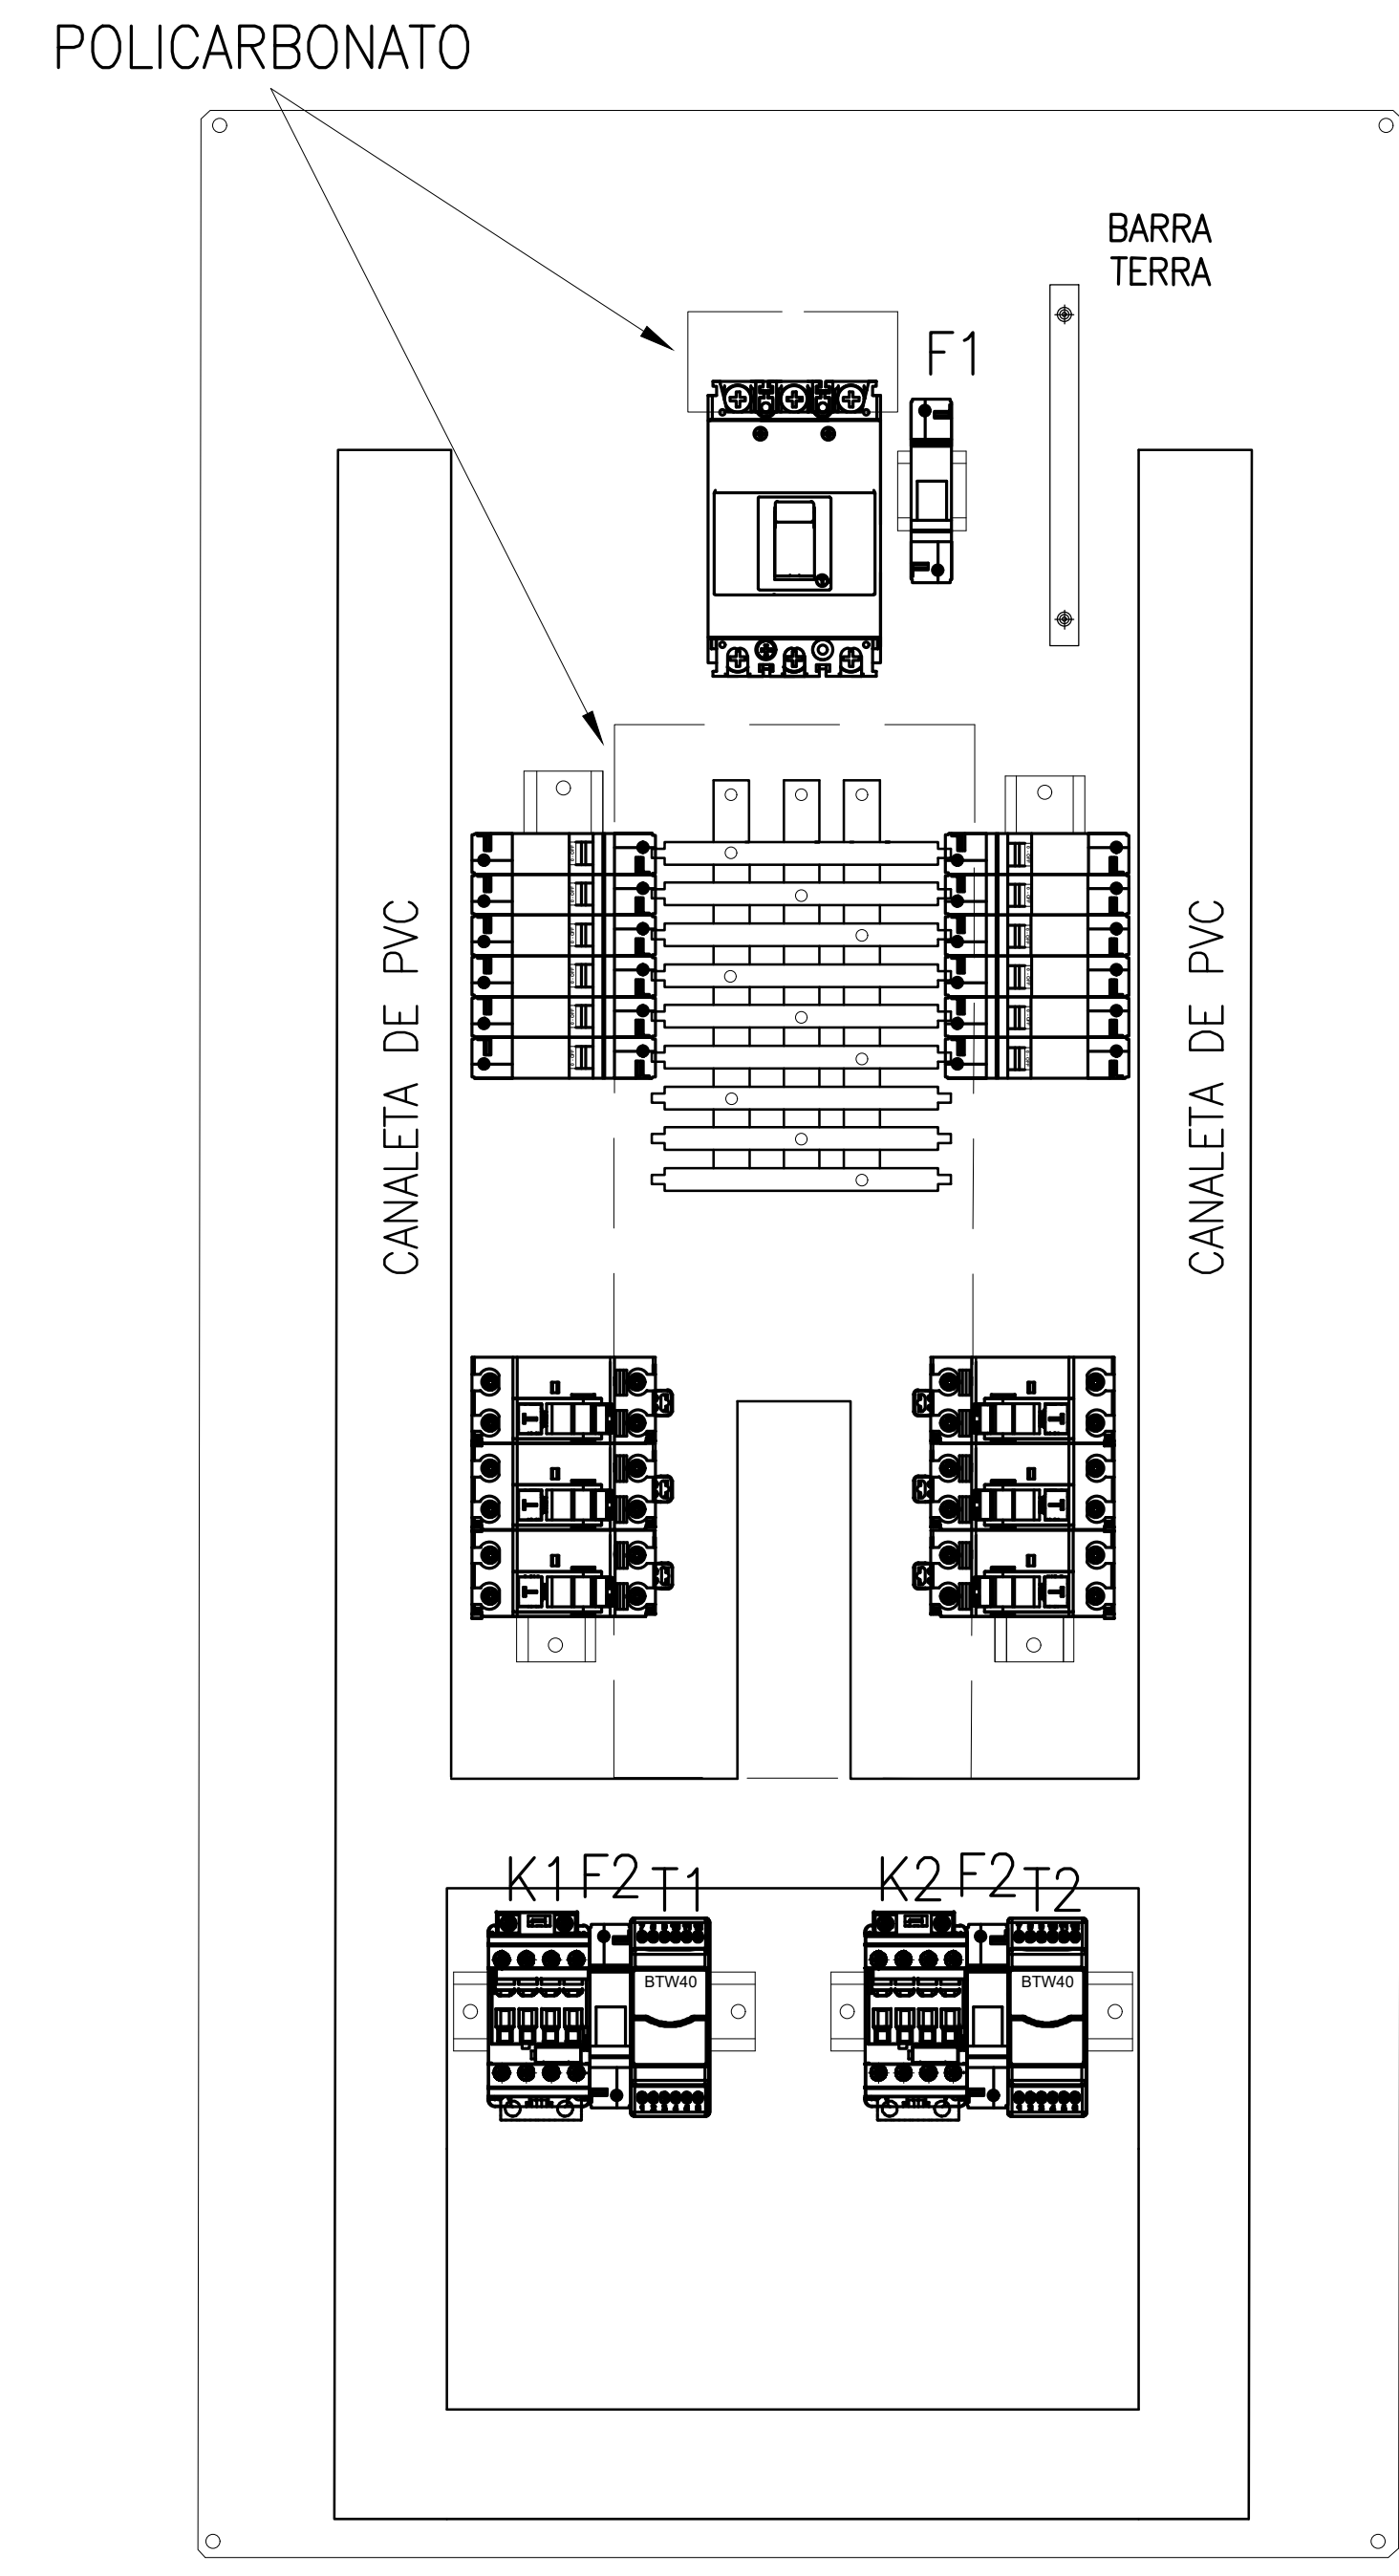 POLICARBONATO
BARRA
TERRA
F1
CANALETA DE PVC
CANALETA DE PVC
K1 F2 T1
K2 F2 T2
BTW40
BTW40